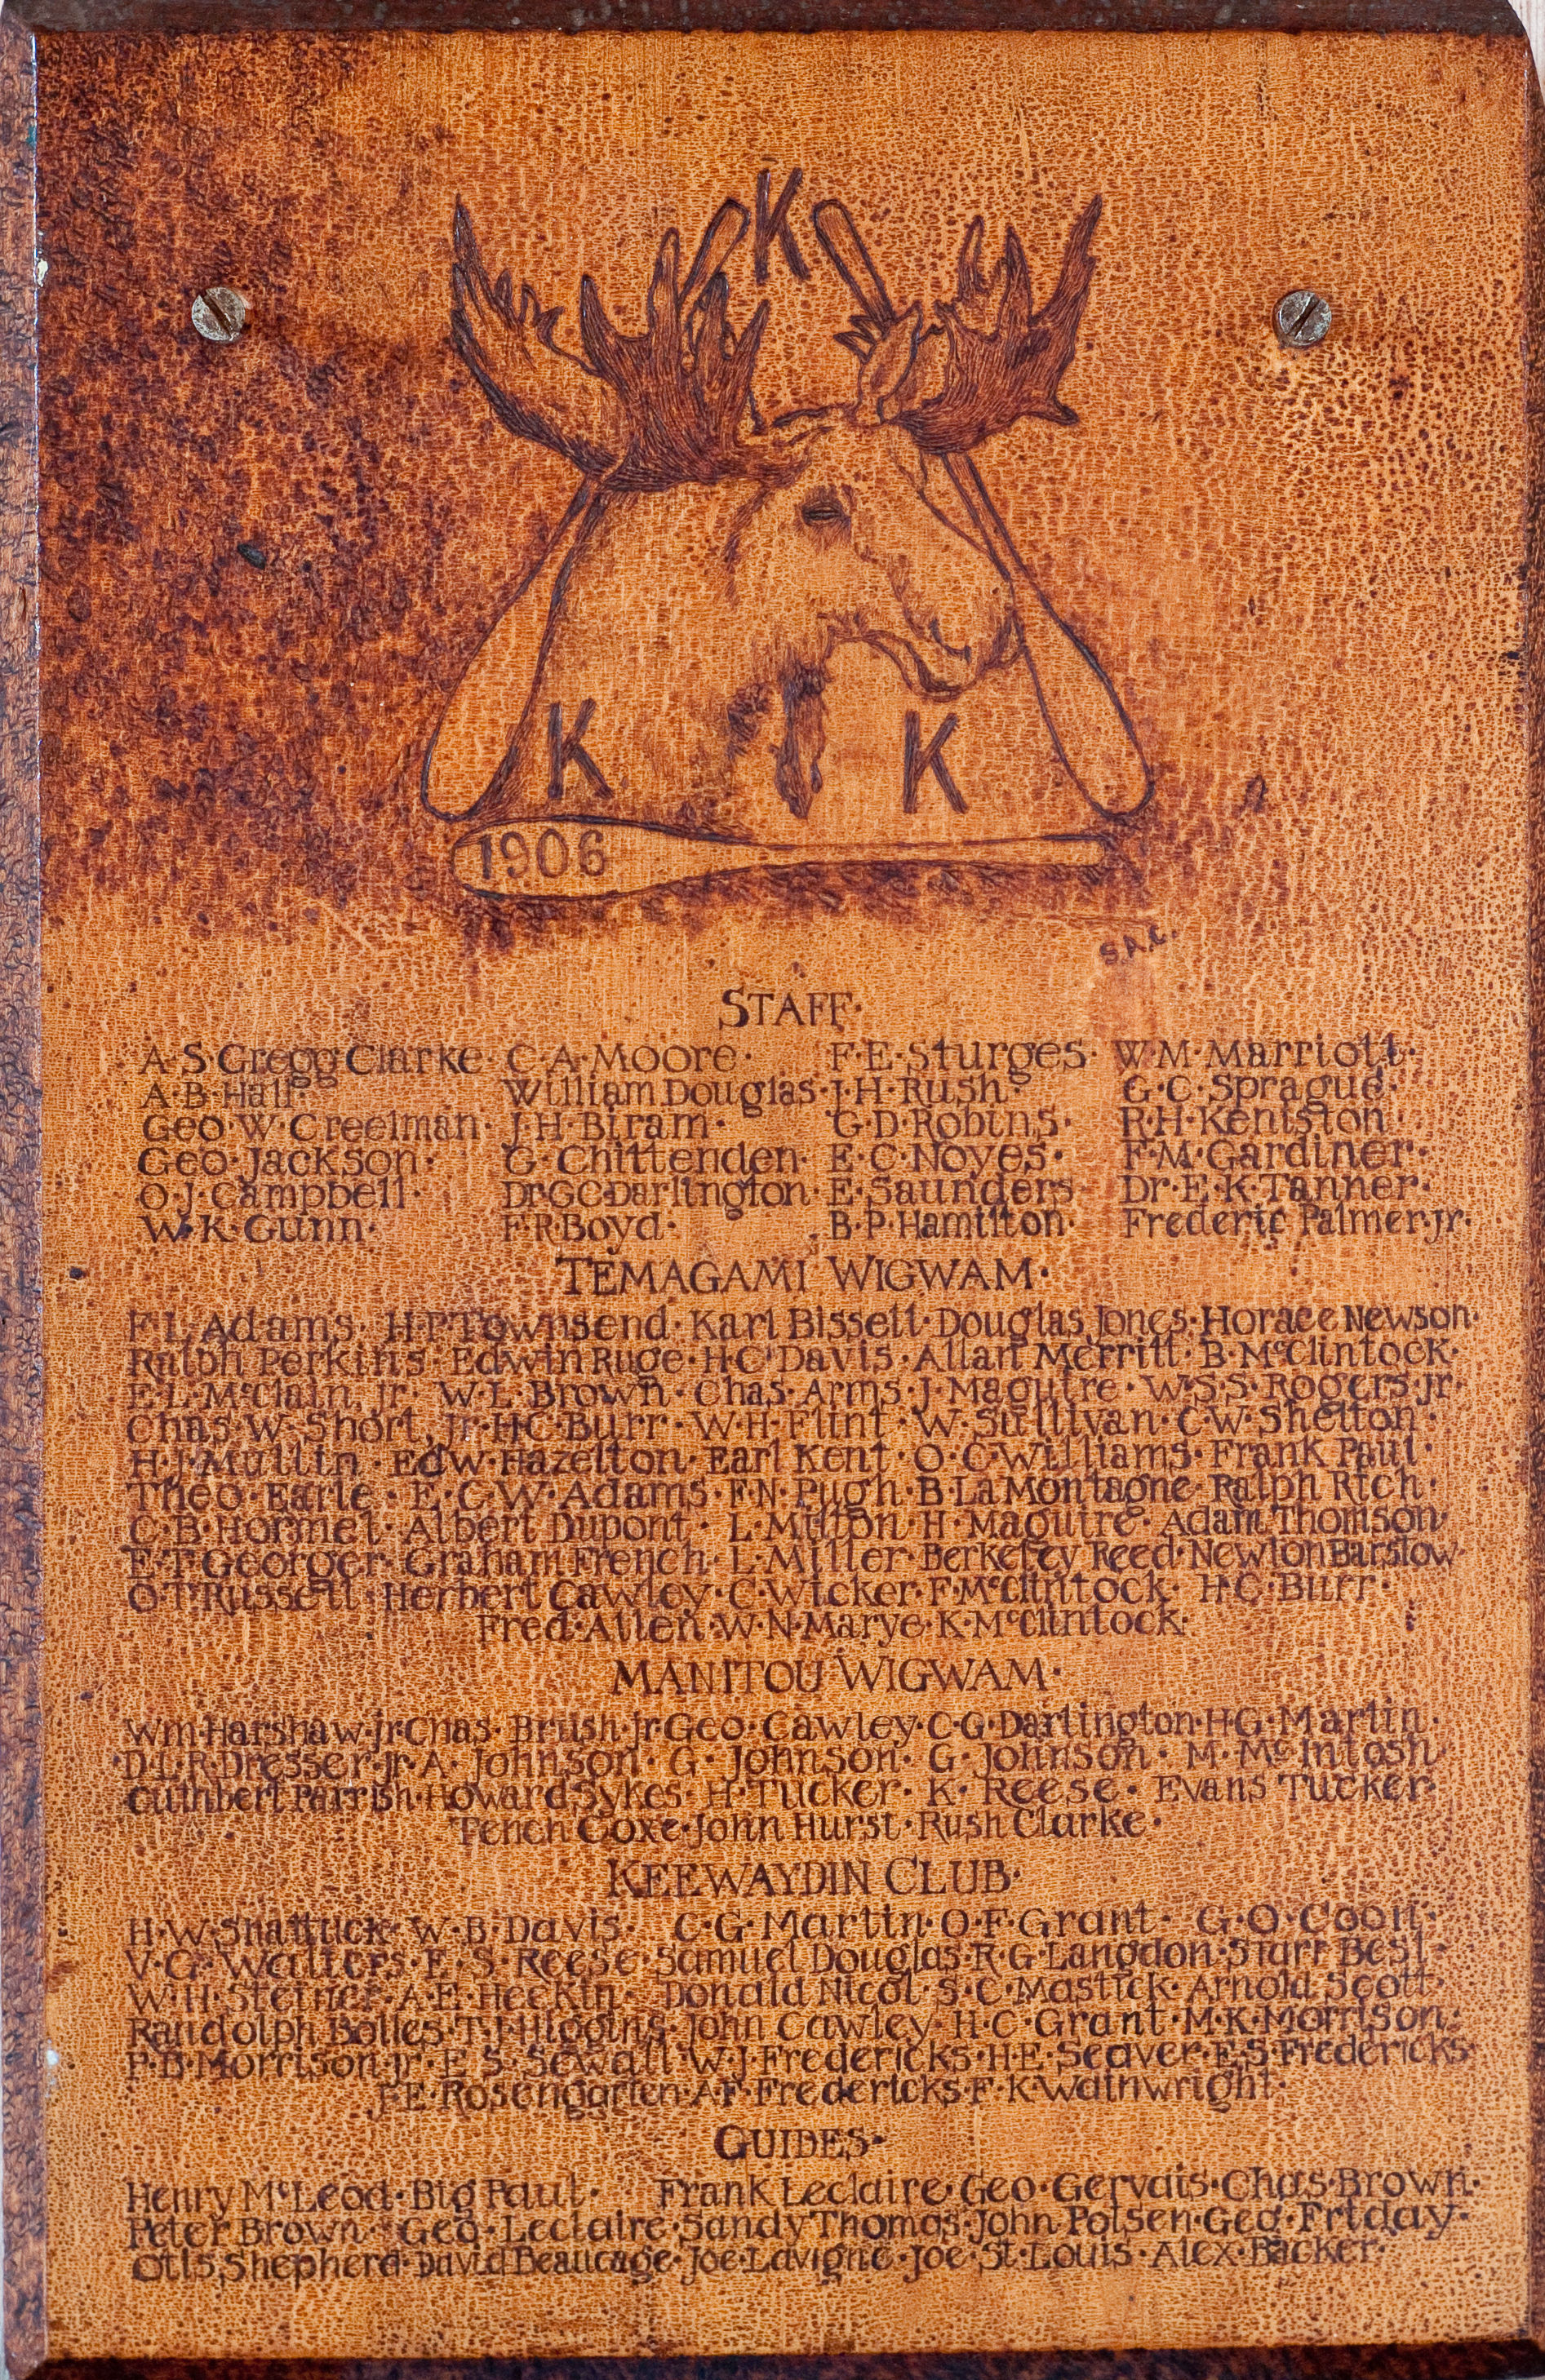 K
K K
1906
S.A.C.
STAFF·
A·S·Gregg Clarke· C·A·Moore· F·E·Sturges· W·M·Marriott·
A·B·Hall· William Douglas· J·H·Rush· G·C·Sprague·
Geo·W·Creelman· J·H·Biram· G·D·Robins· R·H·Keniston·
Geo·Jackson· G·Chittenden· E·C·Noyes· F·M·Gardiner·
O·J·Campbell· Dr·G·C·Darlington· E·Saunders· Dr·E·K·Tanner·
W·K·Gunn· F·R·Boyd· B·P·Hamilton· Frederic Palmer·jr·
TEMAGAMI WIGWAM·
F·L·Adams· H·P·Townsend· Karl Bissell· Douglas Jones· Horace Newson·
Ralph Perkins· Edwin Ruge· H·C·Davis· Allan Merritt· B·McClintock·
E·L·McClain, jr· W·L·Brown· Chas·Arms· J·Maguire· W·S·S·Rogers·jr·
Chas·W·Short, Jr· H·C·Burr· W·H·Flint· W·Sullivan· C·W·Shelton·
H·J·Mullin· Edw·Hazelton· Earl Kent· O·C·Williams· Frank Paul·
Theo·Earle· E·C·W·Adams· F·N·Pugh· B·LaMontagne· Ralph Rich·
C·B·Hormel· Albert Dupont· L·Milton· H·Maguire· Adam Thomson·
E·T·Georger· Graham French· L·Miller· Berkeley Reed· Newton Barstow·
O·T·Russell· Herbert Cawley· C·Wicker· F·McClintock· H·C·Burr·
Fred·Allen· W·N·Marye· K·McClintock·
MANITOU WIGWAM·
Wm·Harshaw·jr· Chas·Brush·jr· Geo·Cawley· C·G·Darlington· H·G·Martin·
D·L·R·Dresser·Jr· A·Johnson· G·Johnson· G·Johnson· M·McIntosh·
Cuthbert Parrish· Howard Sykes· H·Tucker· K·Reese· Evans Tucker·
Tench Coxe· John Hurst· Rush Clarke·
KEEWAYDIN CLUB·
H·W·Shattuck· W·B·Davis· C·G·Martin· O·F·Grant· G·O·Coon·
V·G·Walters· E·S·Reese· Samuel Douglas· R·G·Langdon· Starr Best·
W·H·Steiner· A·E·Heekin· Donald Nicol· S·C·Mastick· Arnold Scott·
Randolph Bolles· T·J·Higgins· John Cawley· H·C·Grant· M·K·Morrison·
P·B·Morrison·jr· E·S·Sewall· W·J·Fredericks· H·E·Seaver· E·S·Fredericks·
F·E·Rosengarten· A·F·Fredericks· F·K·Wainwright·
GUIDES·
Henry McLeod· Big Paul· Frank Leclaire· Geo·Gervais· Chas·Brown·
Peter Brown· Geo·Leclaire· Sandy Thomas· John Polsen· Geo·Friday·
Otis Shepherd· David Beaucage· Joe·Lavigne· Joe·St·Louis· Alex·Backer·